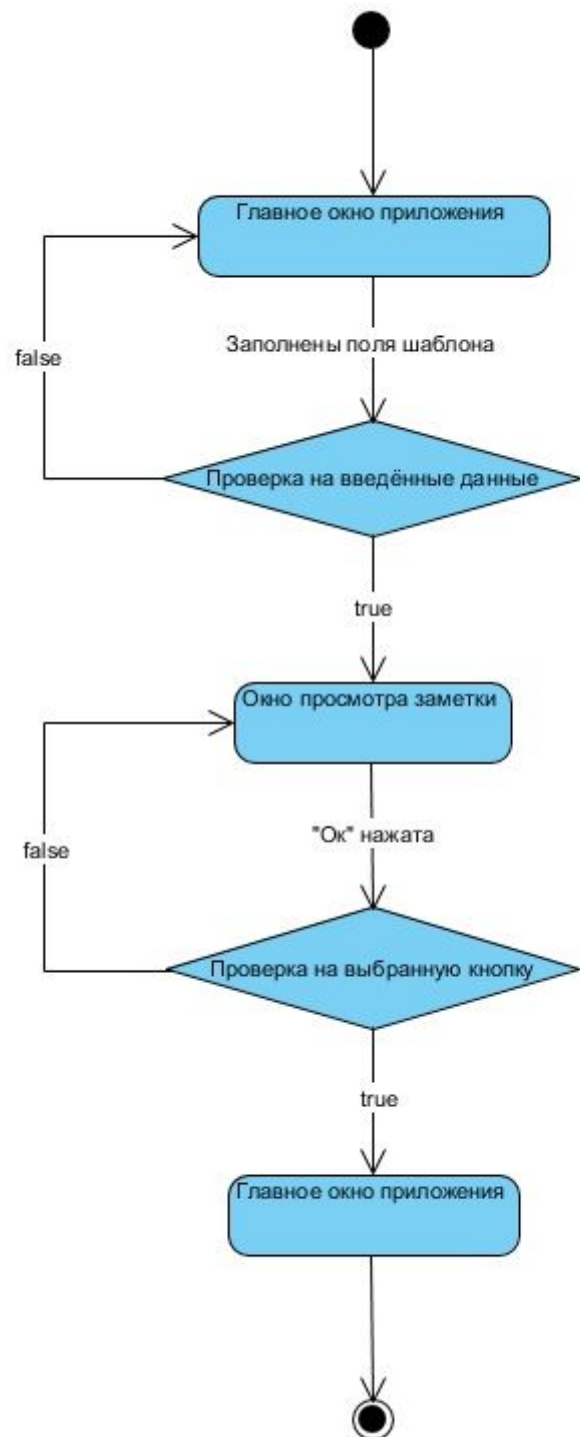 Главное окно приложения
Заполнены поля шаблона
false
Проверка на введённые данные
true
Окно просмотра заметки
"Ок" нажата
false
Проверка на выбранную кнопку
true
Главное окно приложения